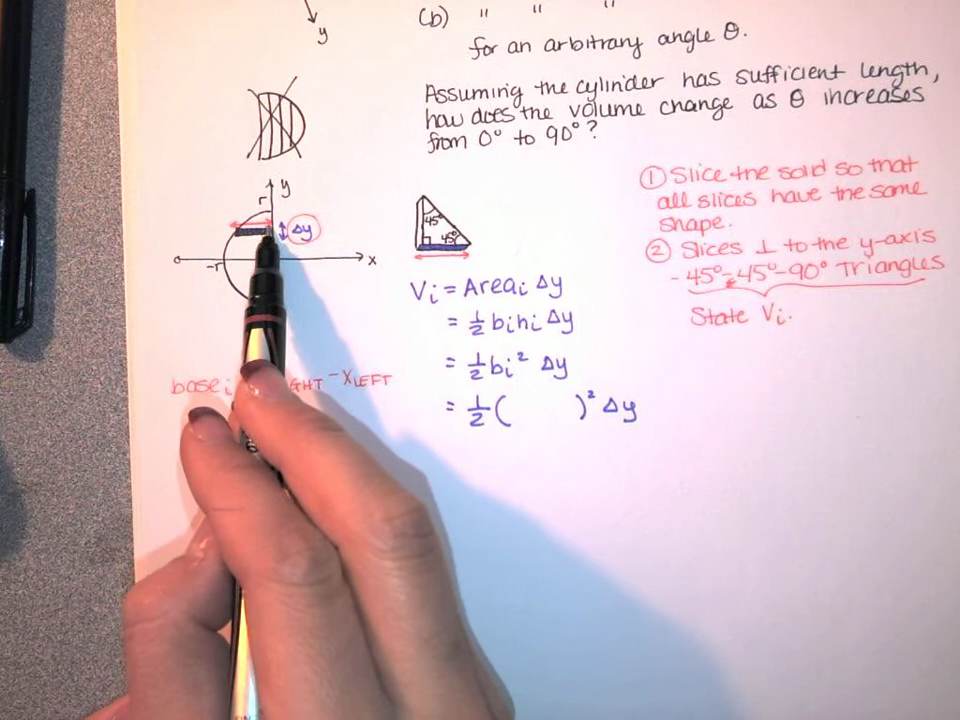 y
(b) " " "
for an arbitrary angle θ.
Assuming the cylinder has sufficient length,
how does the volume change as θ increases
from 0° to 90°?
y
r
Δy
-r
x
45°
45°
① Slice the solid so that
all slices have the same
shape.
② Slices ⊥ to the y-axis
- 45°-45°-90° Triangles
State Vi.
Vi = Areai Δy
= 1/2 bihi Δy
= 1/2 bi² Δy
= 1/2 ( )² Δy
basei GHT - XLEFT